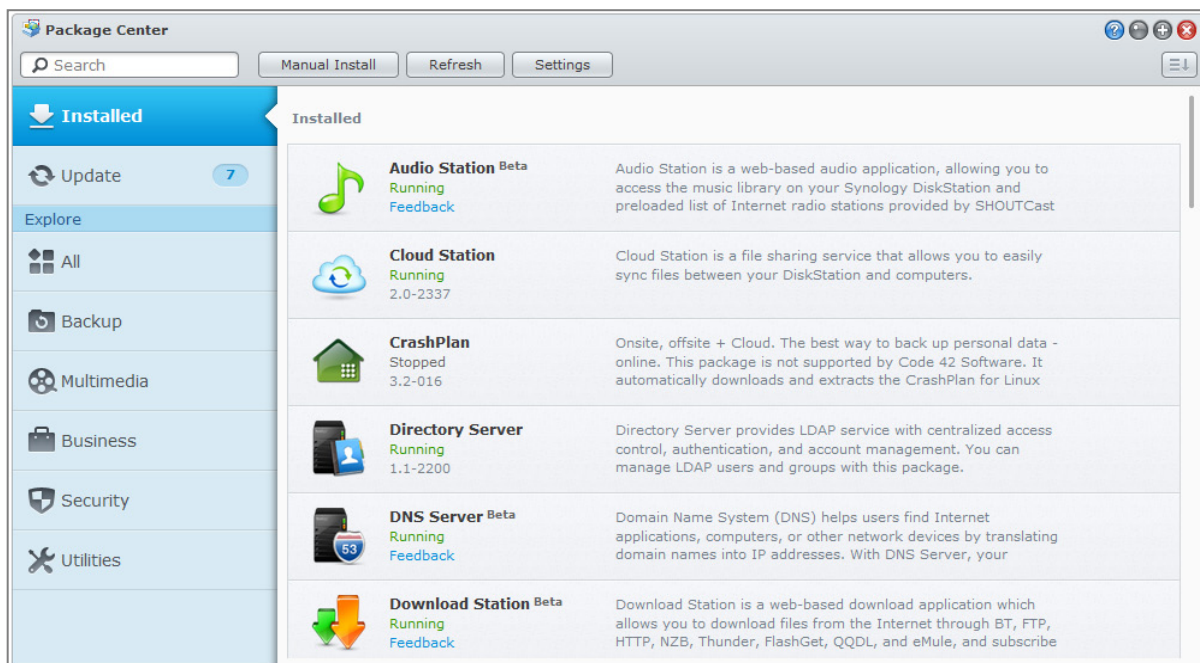 Package Center
Search
Manual Install
Refresh
Settings
Installed
Update
7
Explore
All
Backup
Multimedia
Business
Security
Utilities
Installed
Audio Station Beta
Running
Feedback
Audio Station is a web-based audio application, allowing you to
access the music library on your Synology DiskStation and
preloaded list of Internet radio stations provided by SHOUTCast
Cloud Station
Running
2.0-2337
Cloud Station is a file sharing service that allows you to easily
sync files between your DiskStation and computers.
CrashPlan
Stopped
3.2-016
Onsite, offsite + Cloud. The best way to back up personal data -
online. This package is not supported by Code 42 Software. It
automatically downloads and extracts the CrashPlan for Linux
Directory Server
Running
1.1-2200
Directory Server provides LDAP service with centralized access
control, authentication, and account management. You can
manage LDAP users and groups with this package.
DNS Server Beta
Running
Feedback
53
Domain Name System (DNS) helps users find Internet
applications, computers, or other network devices by translating
domain names into IP addresses. With DNS Server, your
Download Station Beta
Running
Feedback
Download Station is a web-based download application which
allows you to download files from the Internet through BT, FTP,
HTTP, NZB, Thunder, FlashGet, QQDL, and eMule, and subscribe